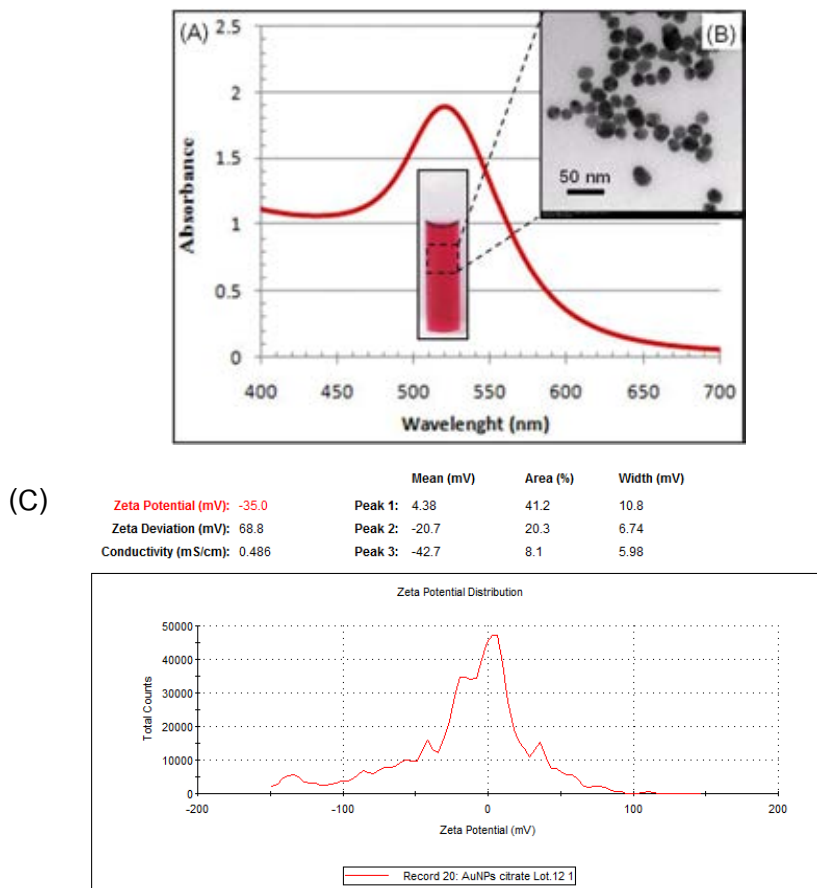 (A)
(B)
2.5
2
1.5
1
0.5
0
Absorbance
50 nm
400 450 500 550 600 650 700
Wavelenght (nm)
(C)
Mean (mV) Area (%) Width (mV)
Zeta Potential (mV): -35.0 Peak 1: 4.38 41.2 10.8
Zeta Deviation (mV): 68.8 Peak 2: -20.7 20.3 6.74
Conductivity (mS/cm): 0.486 Peak 3: -42.7 8.1 5.98
Zeta Potential Distribution
50000
40000
30000
20000
10000
0
Total Counts
-200 -100 0 100 200
Zeta Potential (mV)
Record 20: AuNPs citrate Lot.12 1